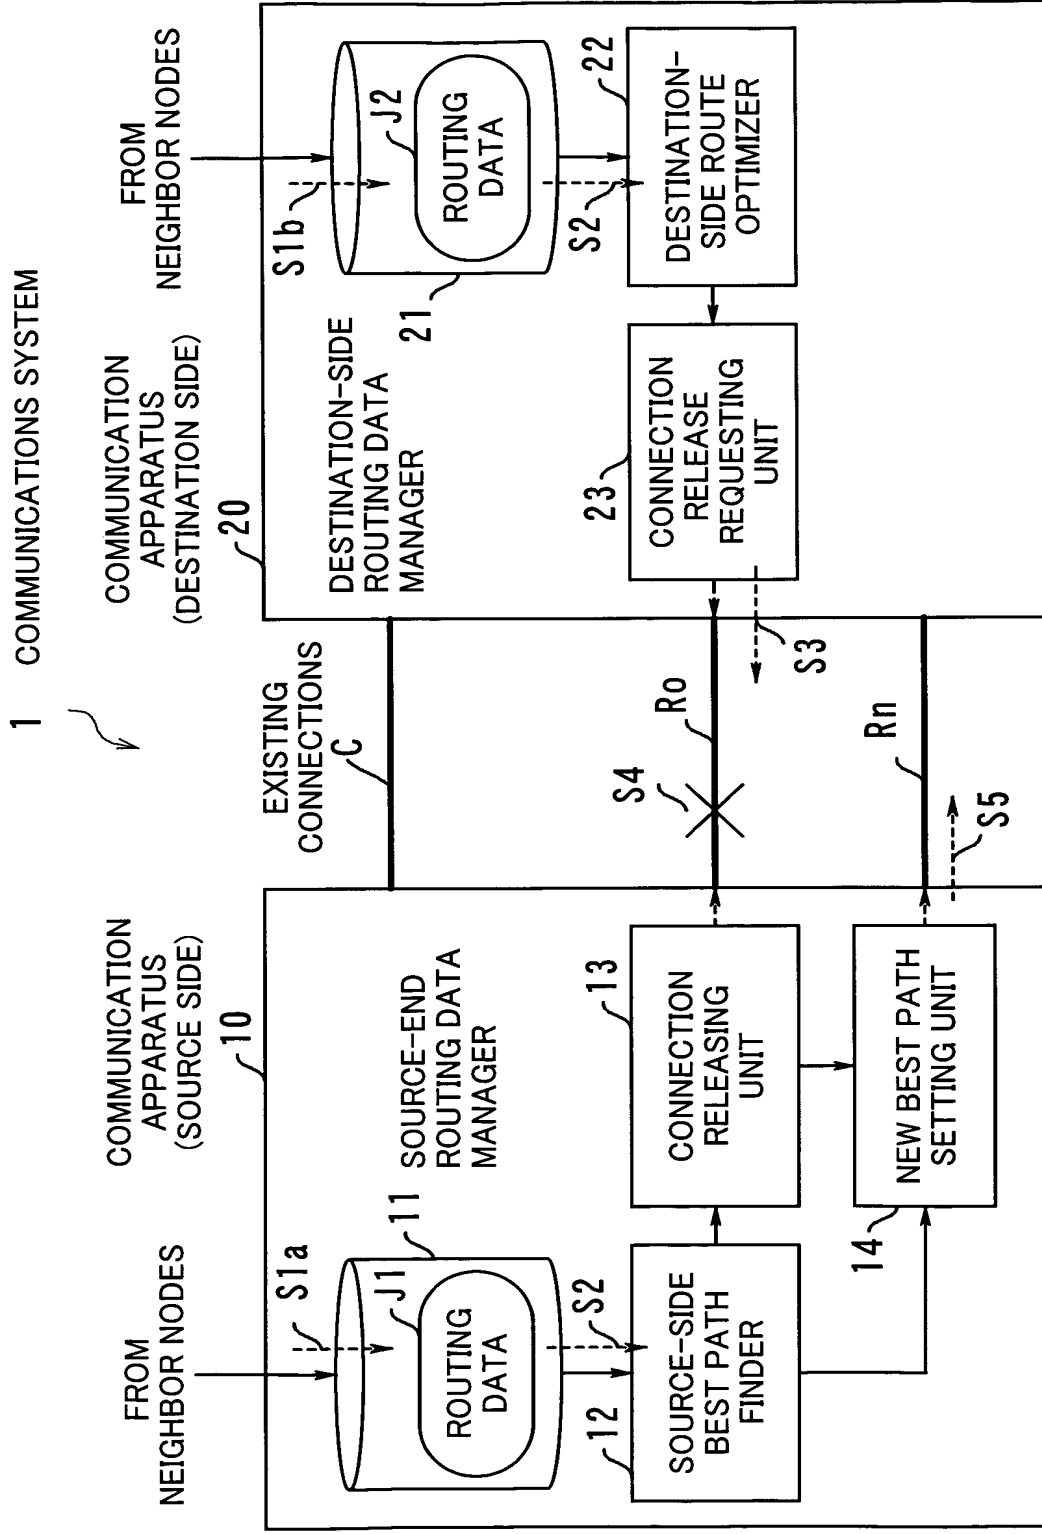 1 COMMUNICATIONS SYSTEM
COMMUNICATION
APPARATUS
(SOURCE SIDE)
10
FROM
NEIGHBOR NODES
S1a
11
J1
ROUTING
DATA
SOURCE-END
ROUTING DATA
MANAGER
S2
12
SOURCE-SIDE
BEST PATH
FINDER
13
CONNECTION
RELEASING
UNIT
14
NEW BEST PATH
SETTING UNIT
EXISTING
CONNECTIONS
C
S4
Ro
S3
Rn
S5
COMMUNICATION
APPARATUS
(DESTINATION SIDE)
20
FROM
NEIGHBOR NODES
S1b
21
J2
ROUTING
DATA
DESTINATION-SIDE
ROUTING DATA
MANAGER
S2
22
DESTINATION-
SIDE ROUTE
OPTIMIZER
23
CONNECTION
RELEASE
REQUESTING
UNIT